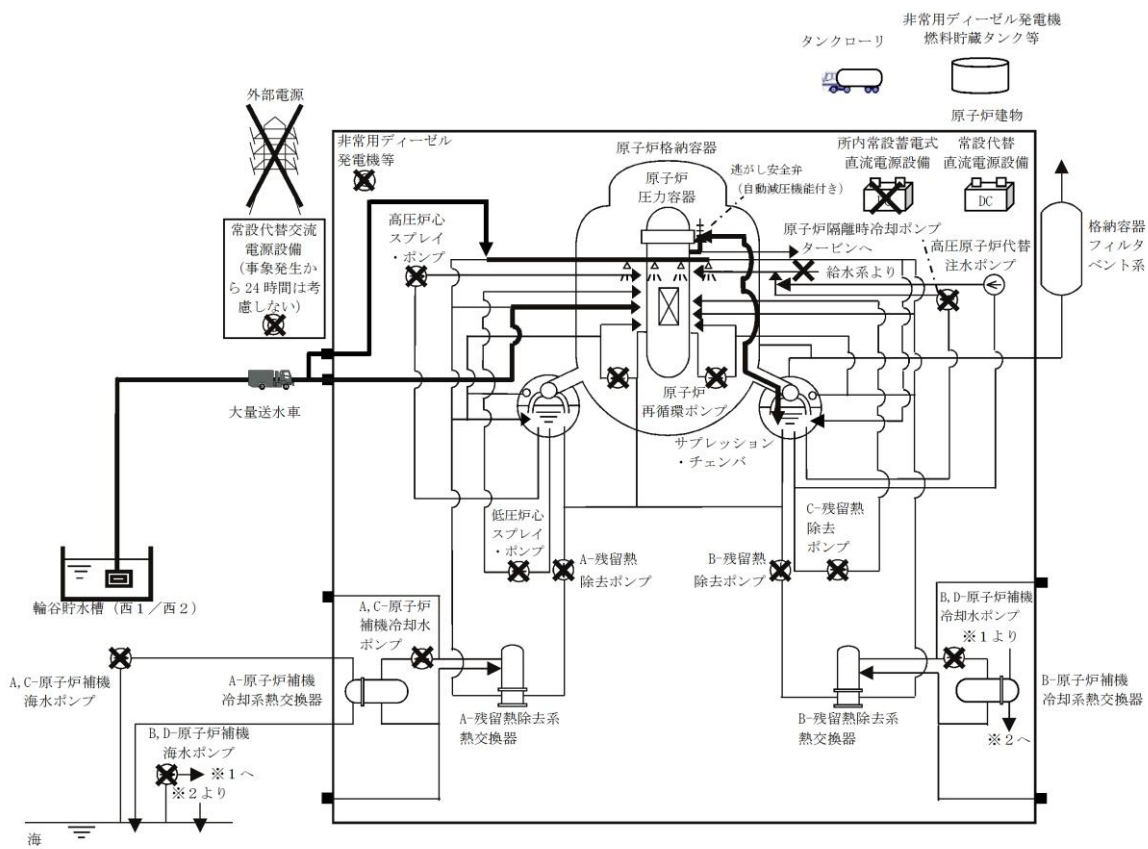 タンクローリ
非常用ディーゼル発電機
燃料貯蔵タンク等
外部電源
原子炉建物
非常用ディーゼル
発電機等
原子炉格納容器
原子炉
圧力容器
逃がし安全弁
(自動減圧機能付き)
所内常設蓄電式
直流電源設備
常設代替
直流電源設備
DC
常設代替交流
電源設備
(事象発生か
ら24時間は考
慮しない)
高圧炉心
スプレイ
・ポンプ
原子炉隔離時冷却ポンプ
タービンへ
高圧原子炉代替
注水ポンプ
給水系より
格納容器
フィルタ
ベント系
大量送水車
原子炉
再循環ポンプ
サプレッション
・チェンバ
低圧炉心
スプレイ
・ポンプ
A-残留熱
除去ポンプ
B-残留熱
除去ポンプ
C-残留熱
除去
ポンプ
輪谷貯水槽(西1/西2)
A,C-原子炉
補機冷却水
ポンプ
B,D-原子炉補機
冷却水ポンプ
※1より
A,C-原子炉補機
海水ポンプ
A-原子炉補機
冷却系熱交換器
A-残留熱除去系
熱交換器
B-残留熱除去系
熱交換器
B-原子炉補機
冷却系熱交換器
※2へ
B,D-原子炉補機
海水ポンプ
※1へ
※2より
海